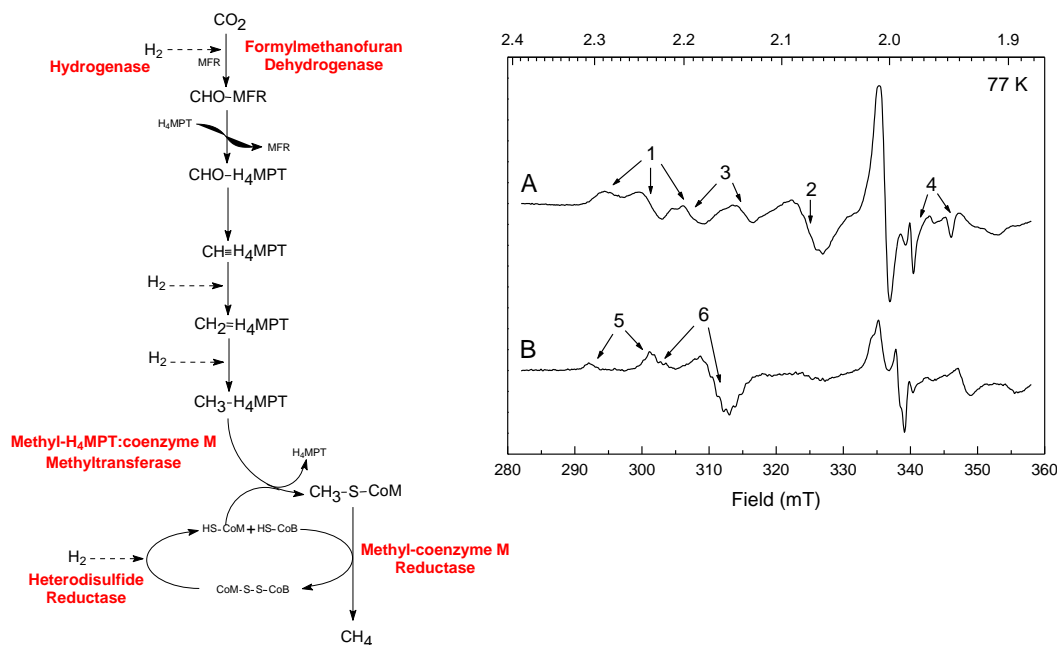 CO2
H2
MFR
Hydrogenase
Formylmethanofuran
Dehydrogenase
CHO-MFR
H4MPT
MFR
CHO-H4MPT
CH≡H4MPT
H2
CH2=H4MPT
H2
CH3-H4MPT
Methyl-H4MPT:coenzyme M
Methyltransferase
H4MPT
CH3-S-CoM
HS-CoM + HS-CoB
H2
Heterodisulfide
Reductase
CoM-S-S-CoB
Methyl-coenzyme M
Reductase
CH4
2.4 2.3 2.2 2.1 2.0 1.9
77 K
A
1
3
2
4
B
5
6
282 290 300 310 320 330 340 350 360
Field (mT)